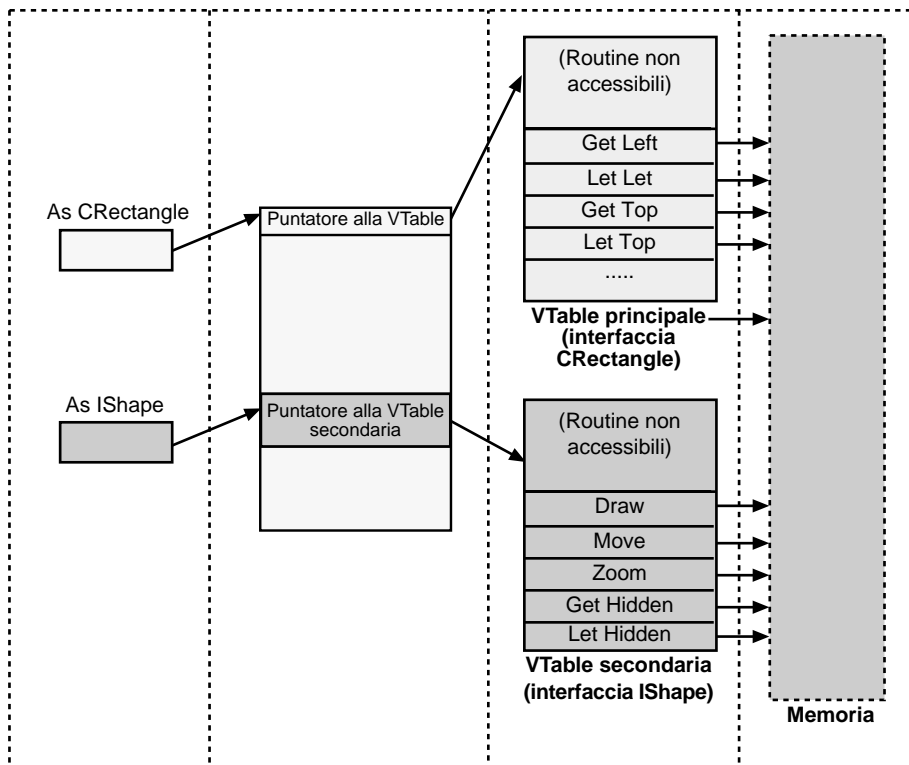 As CRectangle
As IShape
Puntatore alla VTable
Puntatore alla VTable
secondaria
(Routine non
accessibili)
Get Left
Let Let
Get Top
Let Top
.....
VTable principale
(interfaccia
CRectangle)
(Routine non
accessibili)
Draw
Move
Zoom
Get Hidden
Let Hidden
VTable secondaria
(interfaccia IShape)
Memoria